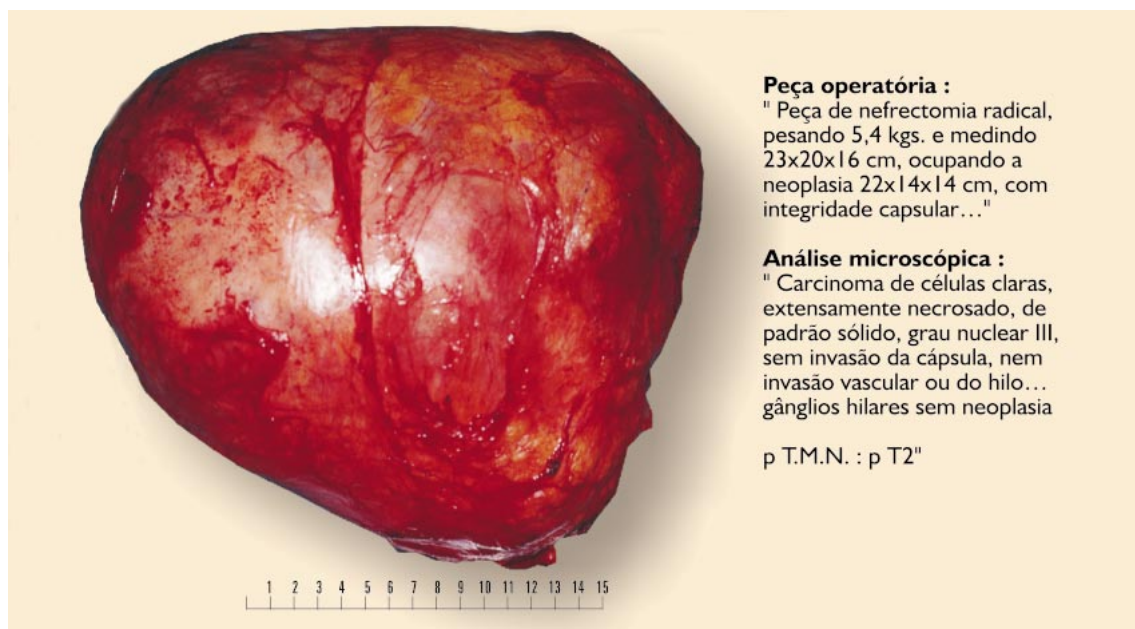 Peça operatória :
" Peça de nefrectomia radical,
pesando 5,4 kgs. e medindo
23x20x16 cm, ocupando a
neoplasia 22x14x14 cm, com
integridade capsular…"
Análise microscópica :
" Carcinoma de células claras,
extensamente necrosado, de
padrão sólido, grau nuclear III,
sem invasão da cápsula, nem
invasão vascular ou do hilo…
gânglios hilares sem neoplasia
p T.M.N. : p T2"
1 2 3 4 5 6 7 8 9 10 11 12 13 14 15